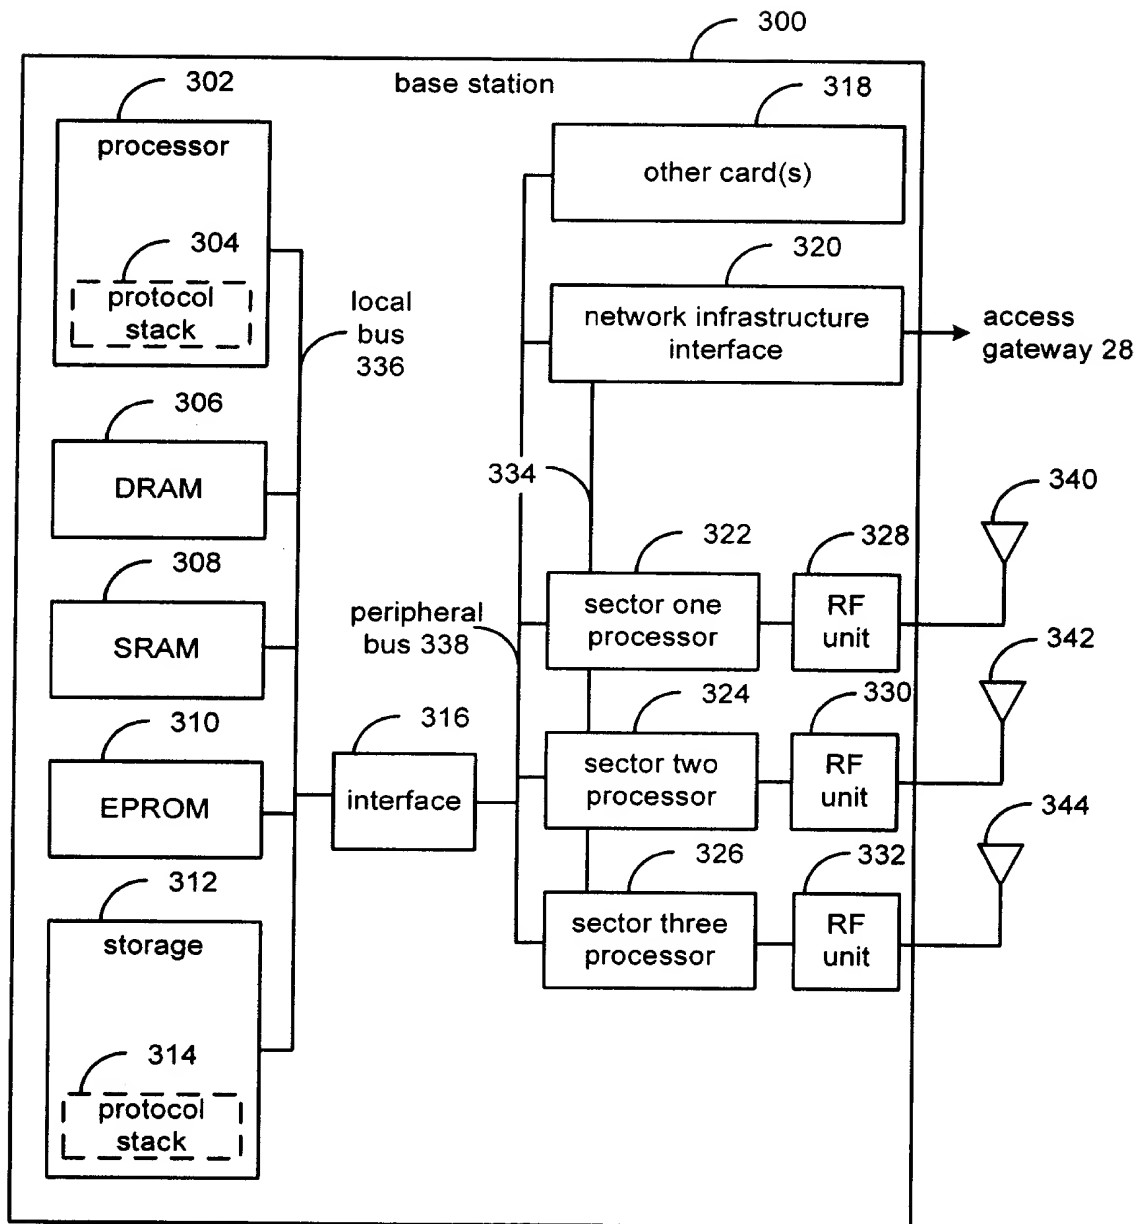 300
base station
302
processor
304
protocol
stack
local
bus
336
306
DRAM
308
SRAM
310
EPROM
312
storage
314
protocol
stack
316
interface
peripheral
bus 338
318
other card(s)
320
network infrastructure
interface
access
gateway 28
334
322
sector one
processor
328
RF
unit
340
324
sector two
processor
330
RF
unit
342
326
sector three
processor
332
RF
unit
344